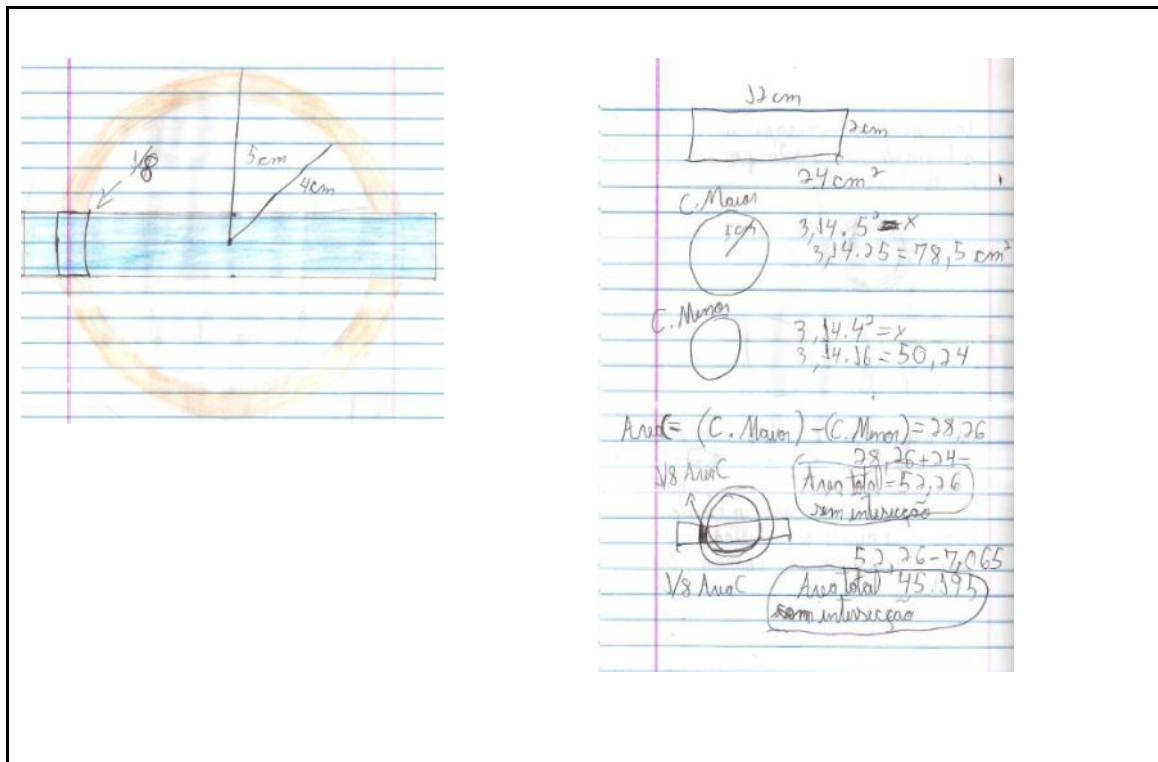 1/8
5cm
4cm
12 cm
2cm
24 cm²
C. Maior
5cm
3,14 . 5² = x
3,14.25 = 78,5 cm²
C. Menor
3,14.4² = x
3,14.16 = 50,24
AreaC = (C. Maior) - (C. Menor) = 28,26
28,26+24=
1/8 AreaC
Area total = 52,26
sem intersecção
52,26-7,065
1/8 AreaC
Area total 45.195
intersecção